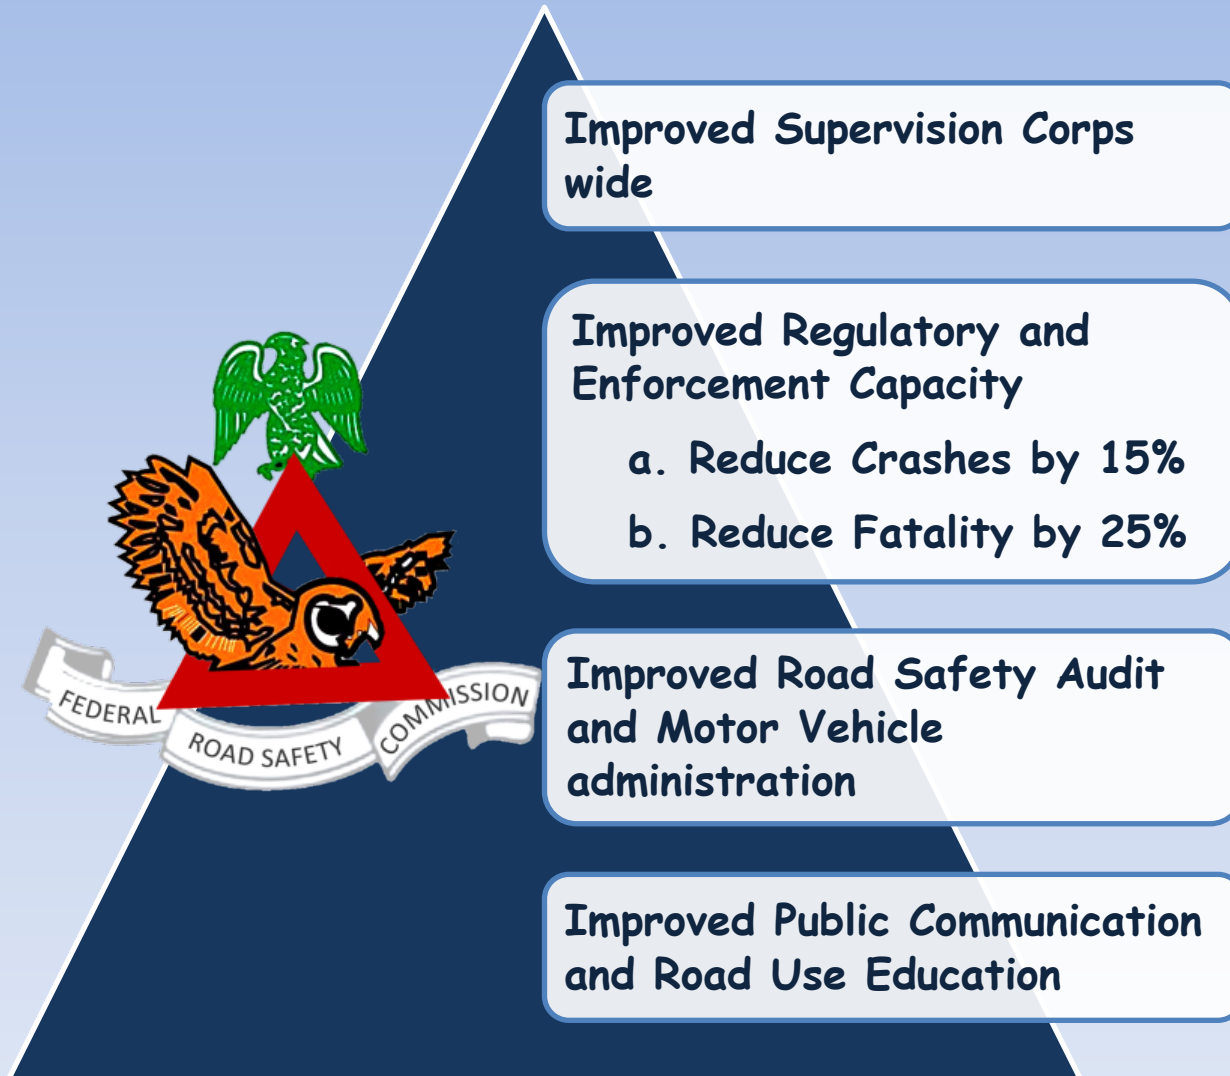 Improved Supervision Corps
wide
Improved Regulatory and
Enforcement Capacity
a. Reduce Crashes by 15%
b. Reduce Fatality by 25%
FEDERAL
ROAD SAFETY
COMMISSION
Improved Road Safety Audit
and Motor Vehicle
administration
Improved Public Communication
and Road Use Education